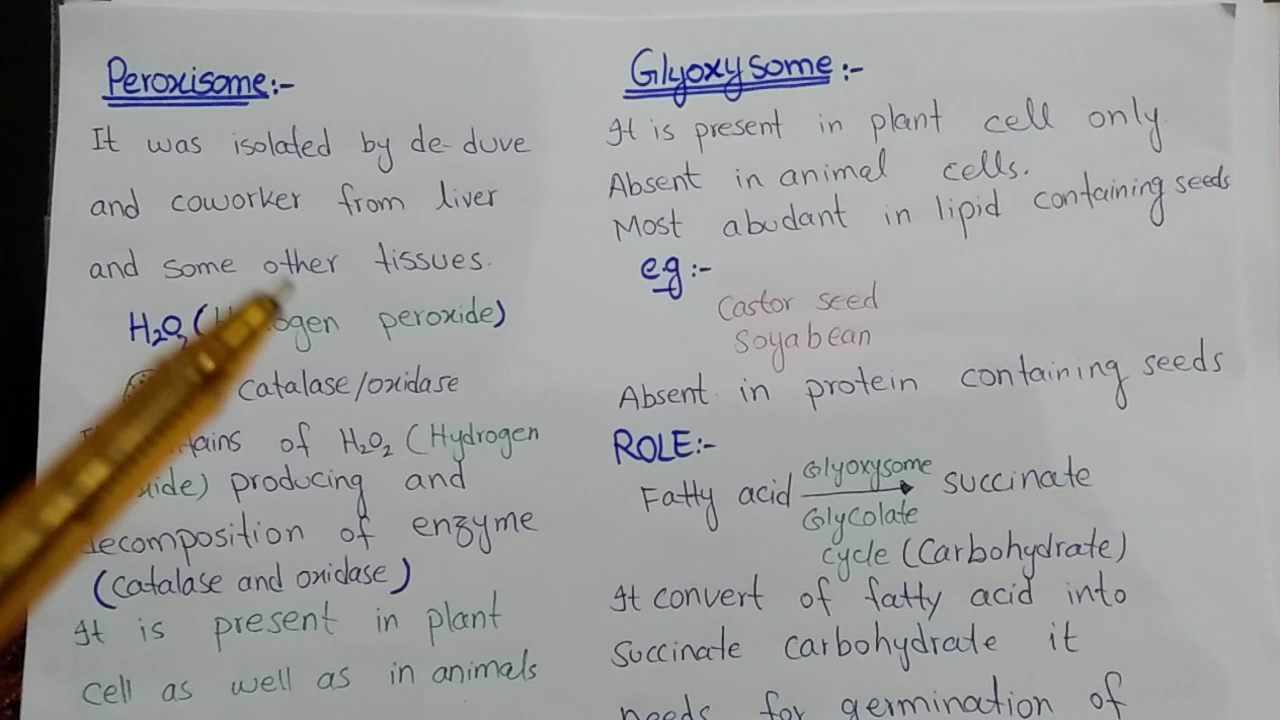 Peroxisome:-
It was isolated by de-duve
and coworker from liver
and some other tissues.
H2O2 ( peroxide)
catalase/oxidase
of H2O2 (Hydrogen
producing and
decomposition of enzyme
(catalase and oxidase)
It is present in plant
cell as well as in animals
Glyoxysome:-
It is present in plant cell only.
Absent in animal cells.
Most abudant in lipid containing seeds
eg:-
Castor seed
Soyabean
Absent in protein containing seeds
ROLE:-
Fatty acid Glyoxysome succinate
Glycolate
cycle (Carbohydrate)
It convert of fatty acid into
succinate carbohydrate it
needs for germination of